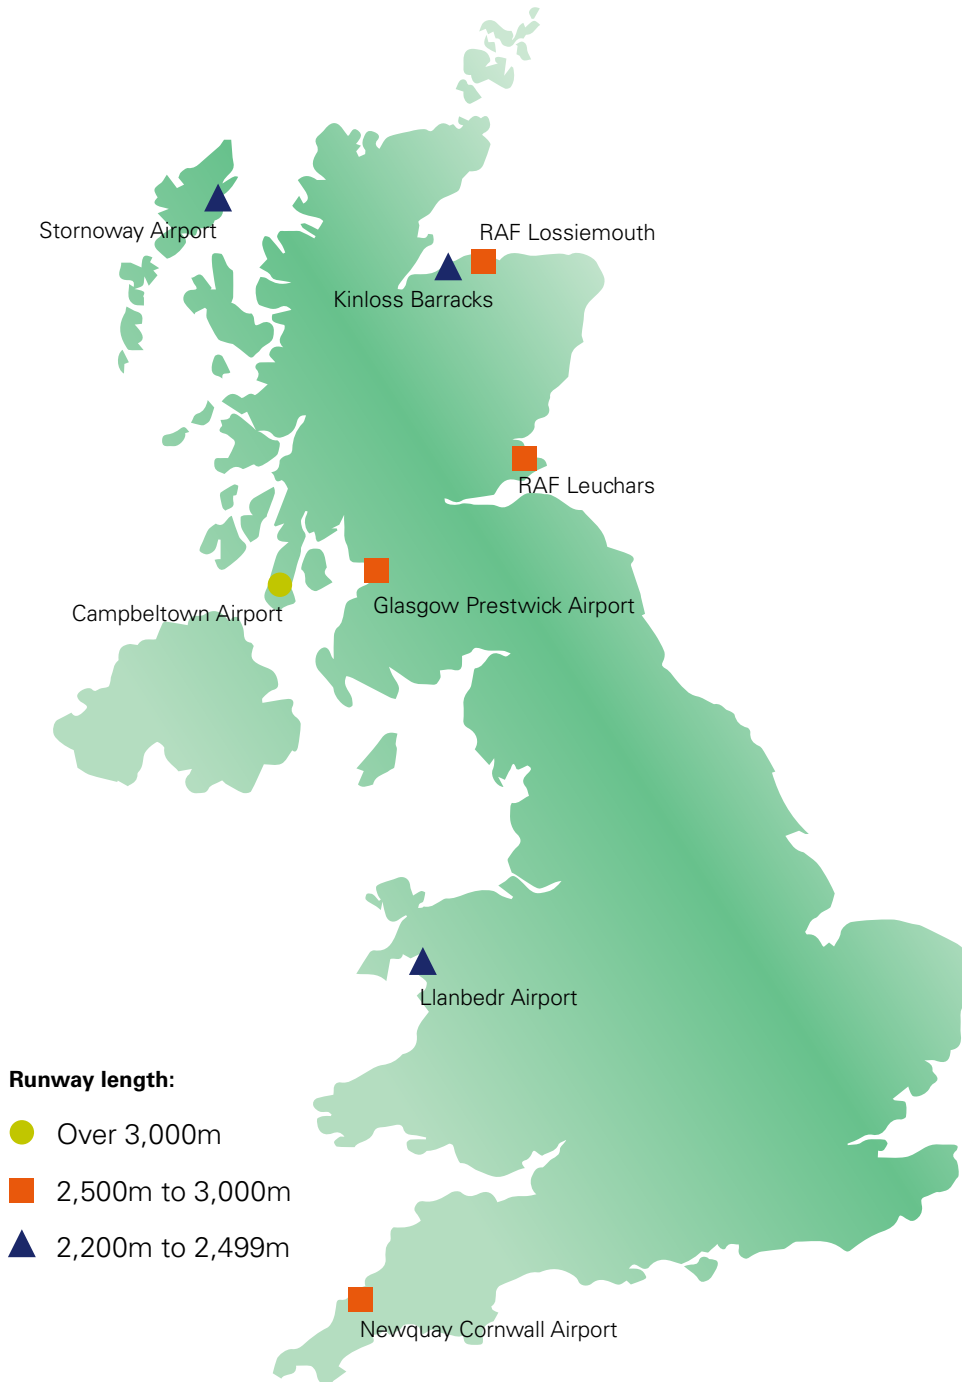 Stornoway Airport
RAF Lossiemouth
Kinloss Barracks
RAF Leuchars
Campbeltown Airport
Glasgow Prestwick Airport
Llanbedr Airport
Runway length:
Over 3,000m
2,500m to 3,000m
2,200m to 2,499m
Newquay Cornwall Airport